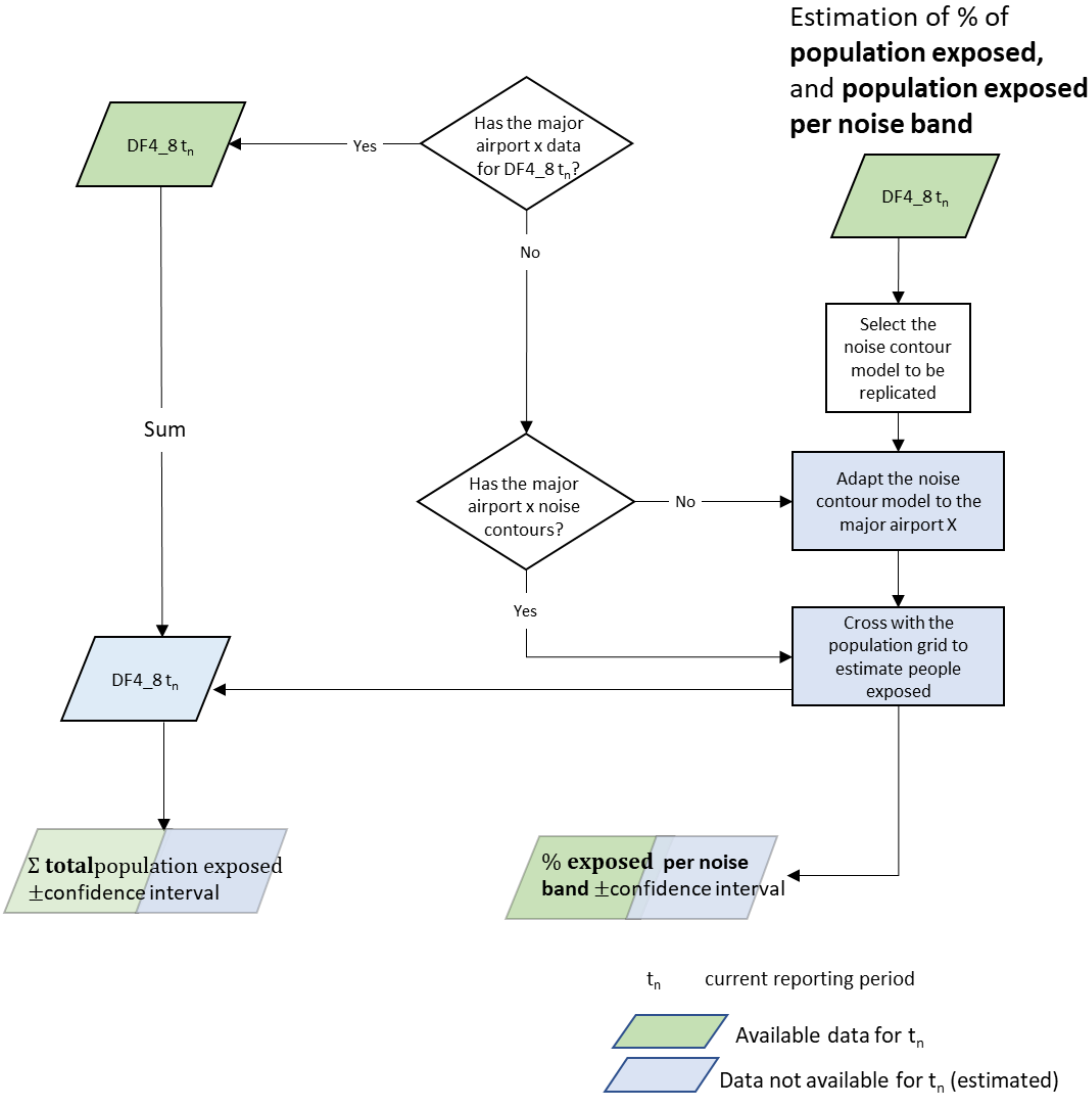 Estimation of % of
population exposed,
and population exposed
per noise band
Has the major
airport x data
for DF4_8 tn?
Yes
DF4_8 tn
DF4_8 tn
No
Select the
noise contour
model to be
replicated
Sum
Has the major
airport x noise
contours?
No
Adapt the noise
contour model to the
major airport X
Yes
Cross with the
population grid to
estimate people
exposed
DF4_8 tn
Σ totalpopulation exposed
±confidence interval
% exposed per noise
band ±confidence interval
tn current reporting period
Available data for tn
Data not available for tn (estimated)